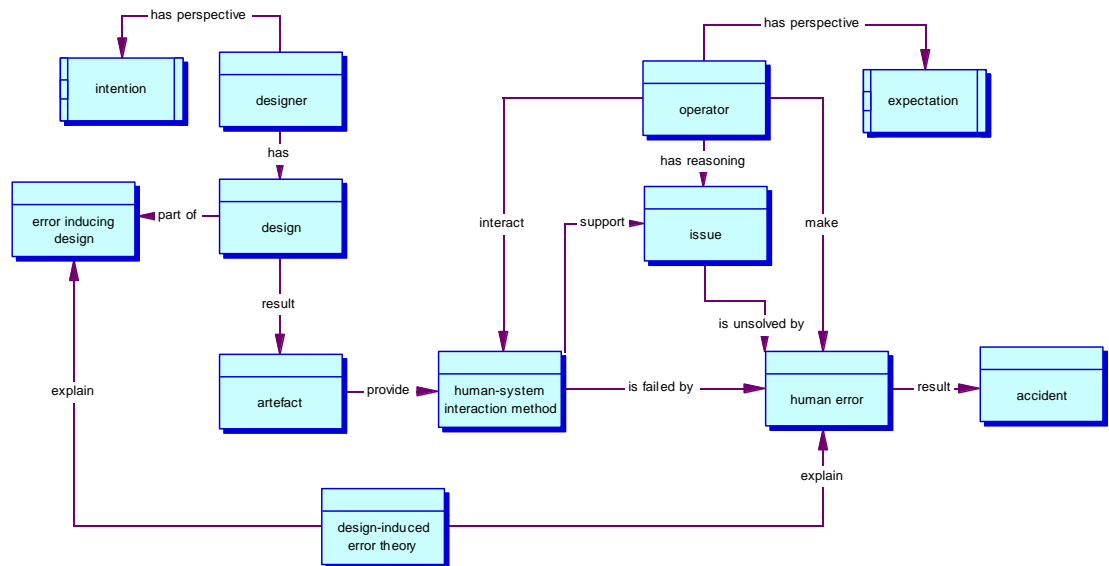 has perspective
has perspective
intention
designer
operator
expectation
has
has reasoning
error inducing
design
part of
design
interact
support
issue
make
result
is unsolved by
explain
artefact
provide
human-system
interaction method
is failed by
human error
result
accident
explain
design-induced
error theory